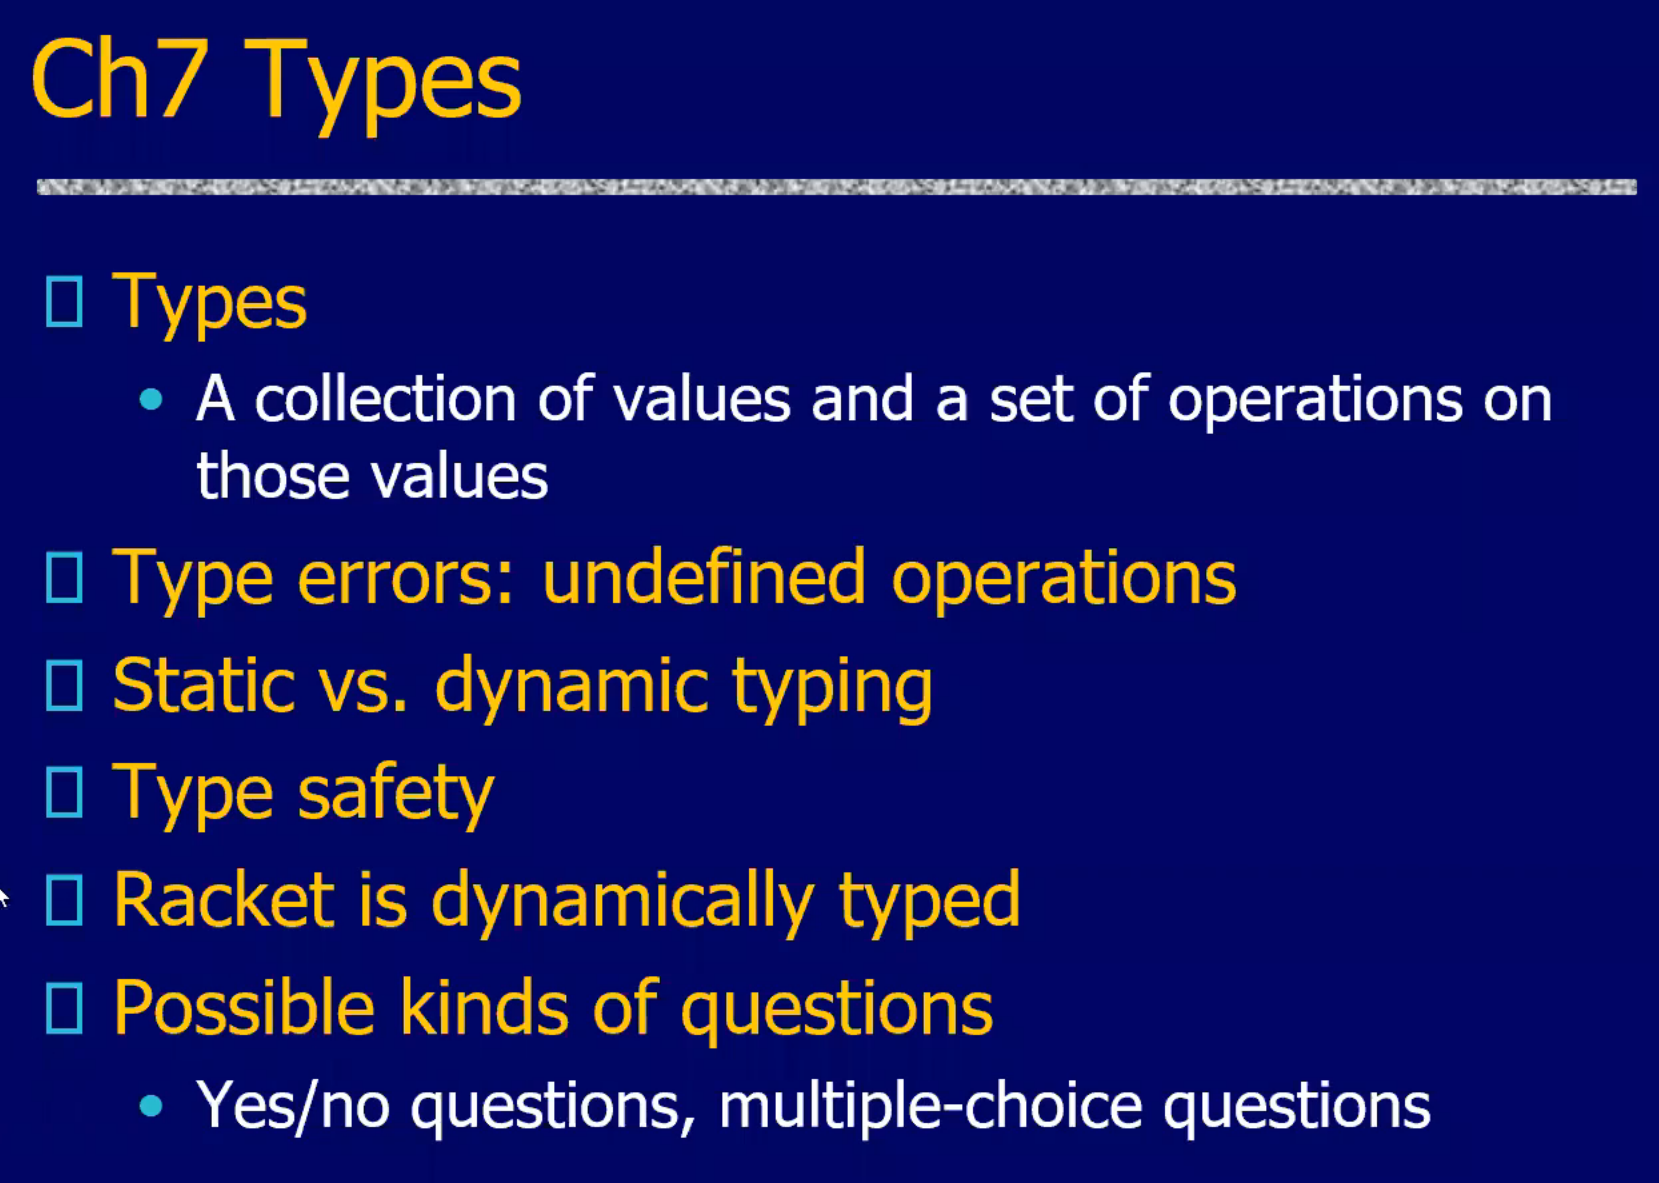 Ch7 Types
Types
A collection of values and a set of operations on
those values
Type errors: undefined operations
Static vs. dynamic typing
Type safety
Racket is dynamically typed
Possible kinds of questions
Yes/no questions, multiple-choice questions